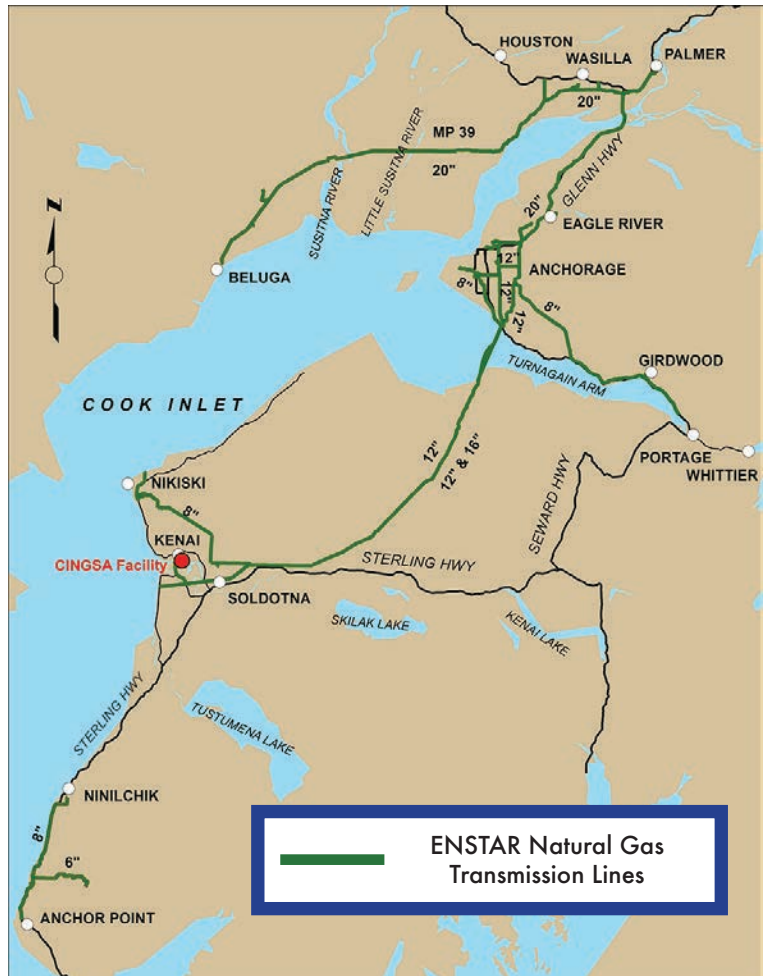 HOUSTON
WASILLA
PALMER
20"
MP 39
20"
LITTLE SUSITNA RIVER
SUSITNA RIVER
GLENN HWY
20"
EAGLE RIVER
Z
BELUGA
12"
ANCHORAGE
8"
12"
12"
8"
TURNAGAIN ARM
GIRDWOOD
COOK INLET
PORTAGE
WHITTIER
12"
12" & 16"
NIKISKI
8"
SEWARD HWY
KENAI
CINGSA Facility
STERLING HWY
SOLDOTNA
SKILAK LAKE
KENAI LAKE
STERLING HWY
TUSTUMENA LAKE
NINILCHIK
8"
6"
ANCHOR POINT
ENSTAR Natural Gas
Transmission Lines